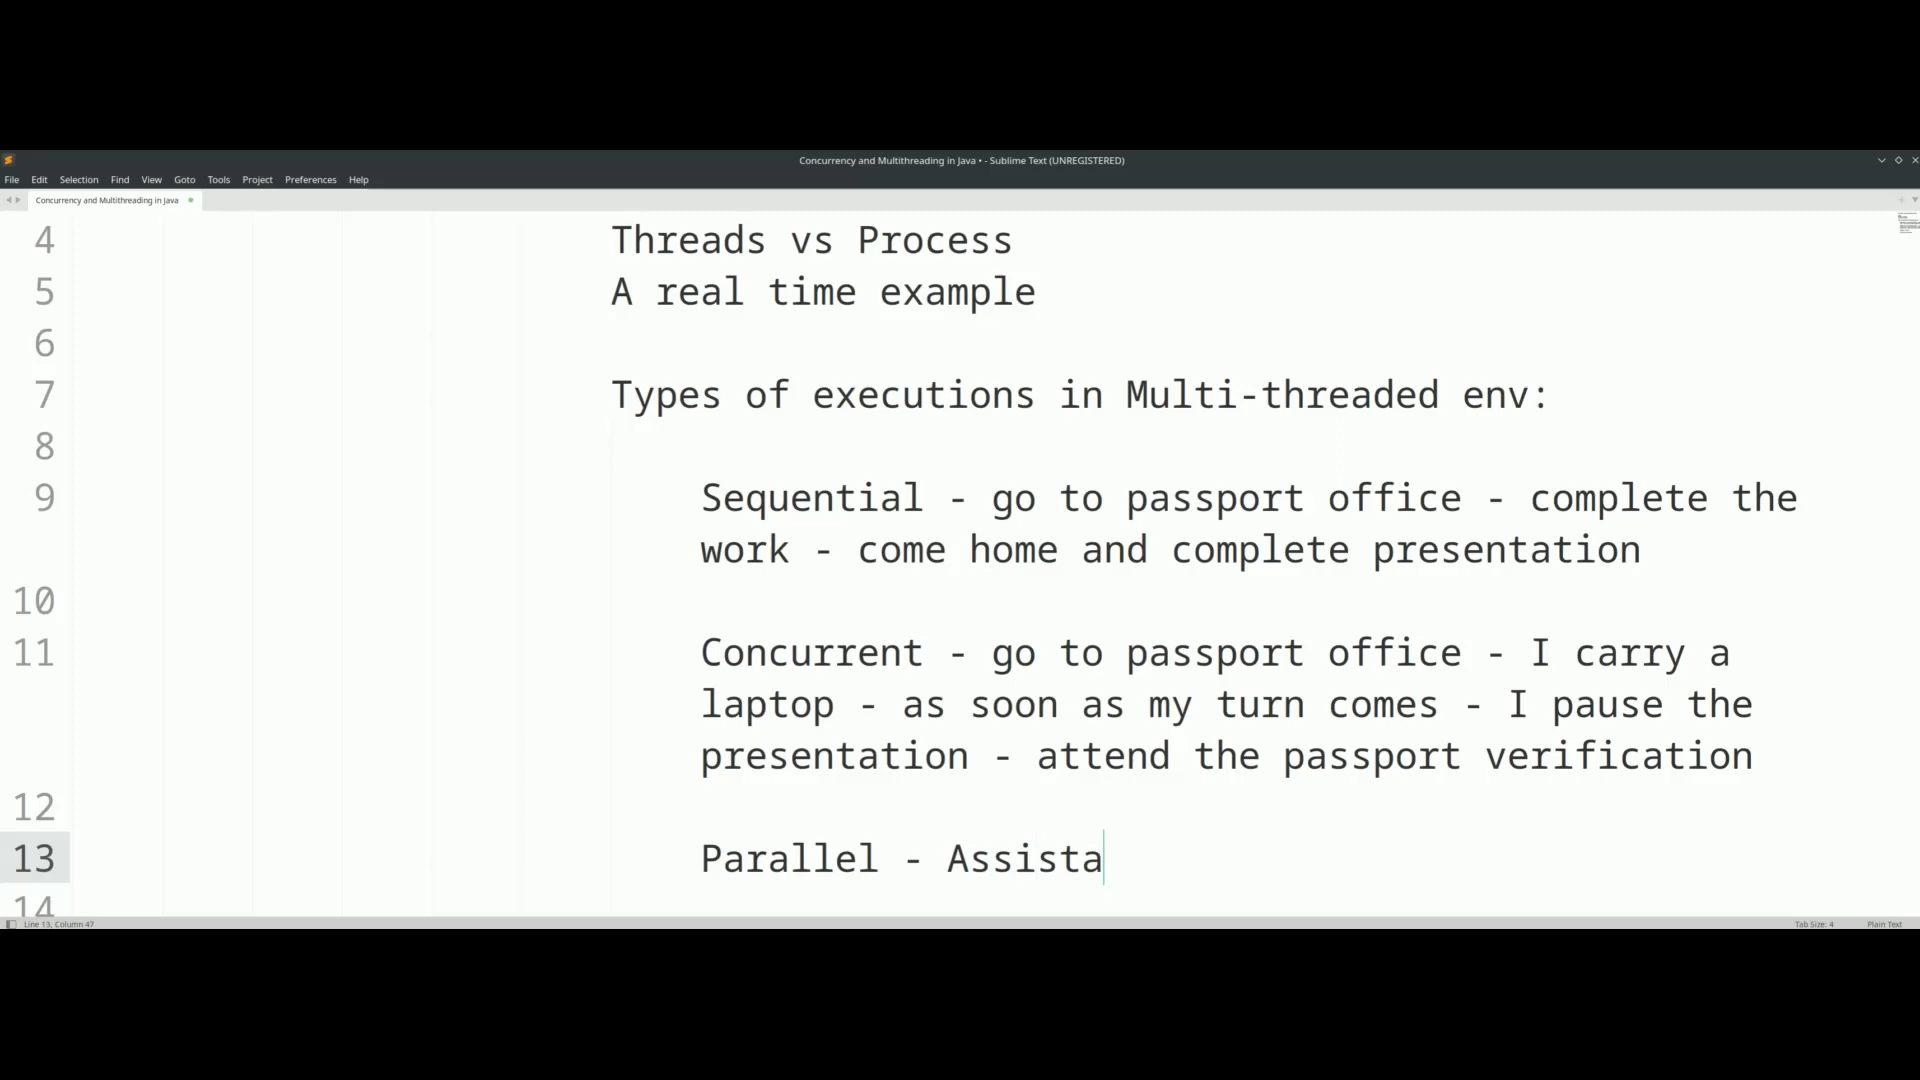 Concurrency and Multithreading in Java • - Sublime Text (UNREGISTERED)
File Edit Selection Find View Goto Tools Project Preferences Help
Concurrency and Multithreading in Java
4 Threads vs Process
5 A real time example
6
7 Types of executions in Multi-threaded env:
8
9 Sequential - go to passport office - complete the
work - come home and complete presentation
10
11 Concurrent - go to passport office - I carry a
laptop - as soon as my turn comes - I pause the
presentation - attend the passport verification
12
13 Parallel - Assista
14
Line 13, Column 47 Tab Size: 4 Plain Text